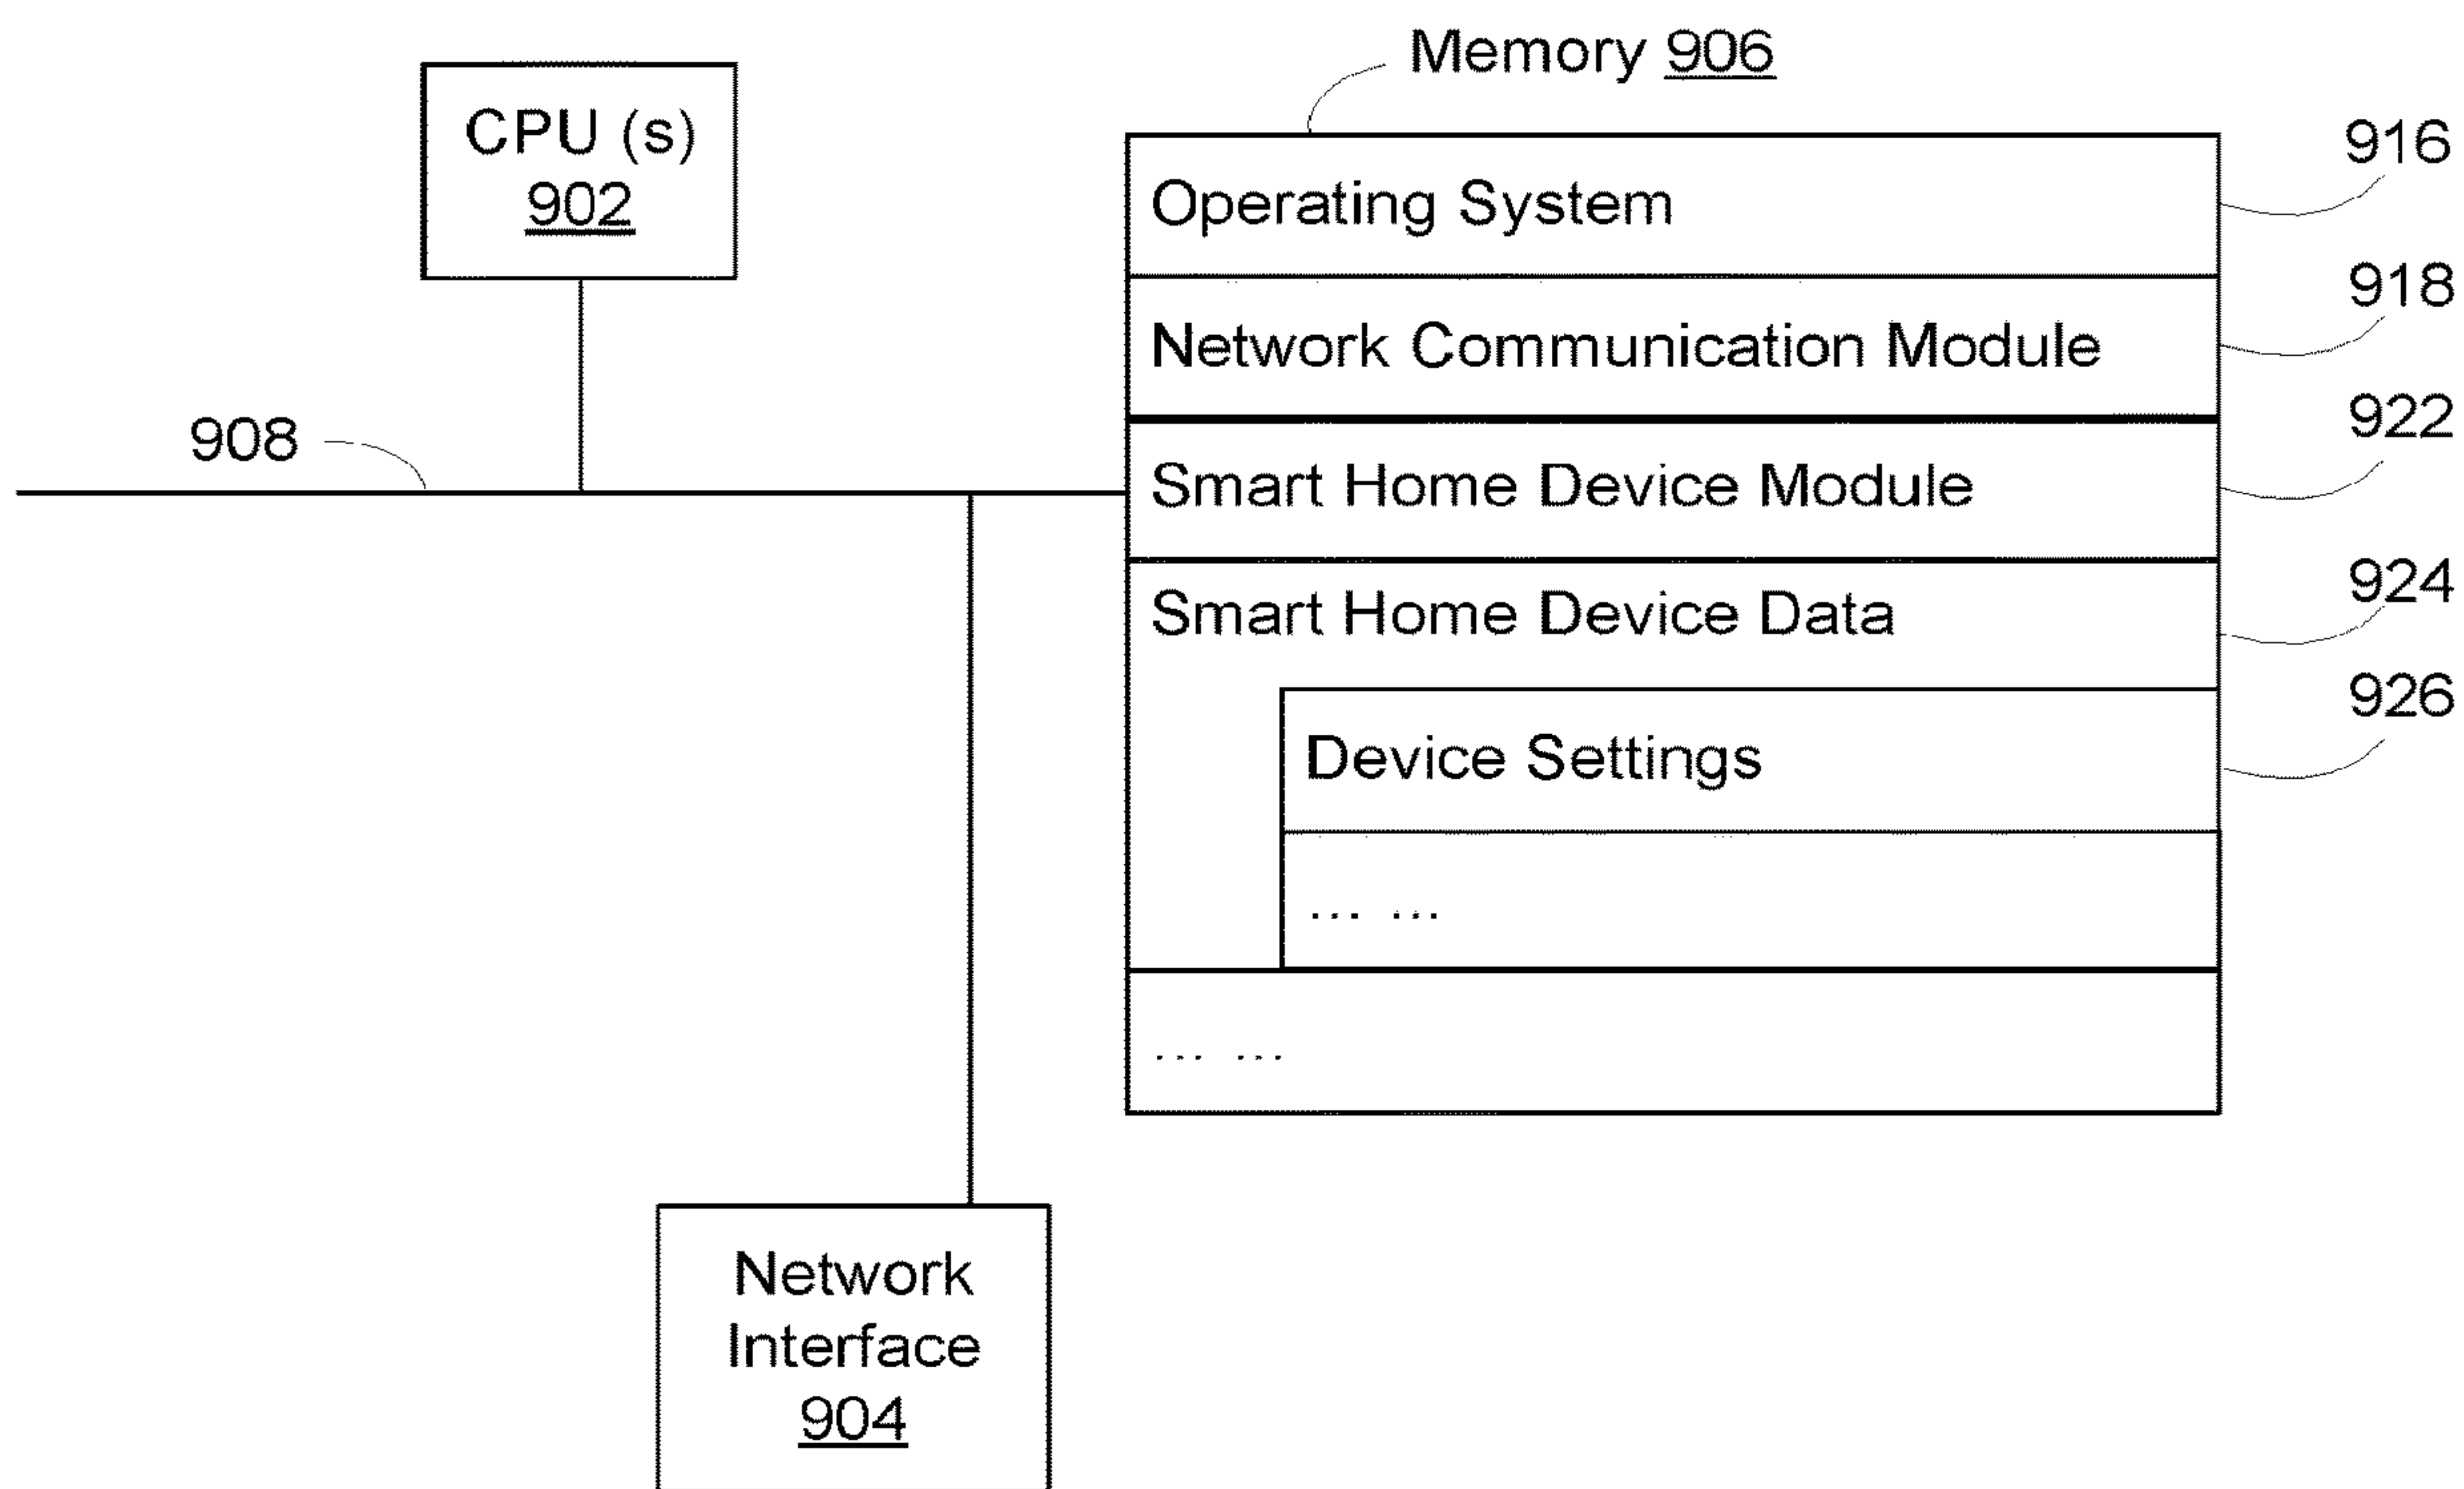 Memory 906
CPU (s)
902
916
Operating System
918
Network Communication Module
922
908
Smart Home Device Module
924
Smart Home Device Data
926
Device Settings
... ...
... ...
Network
Interface
904